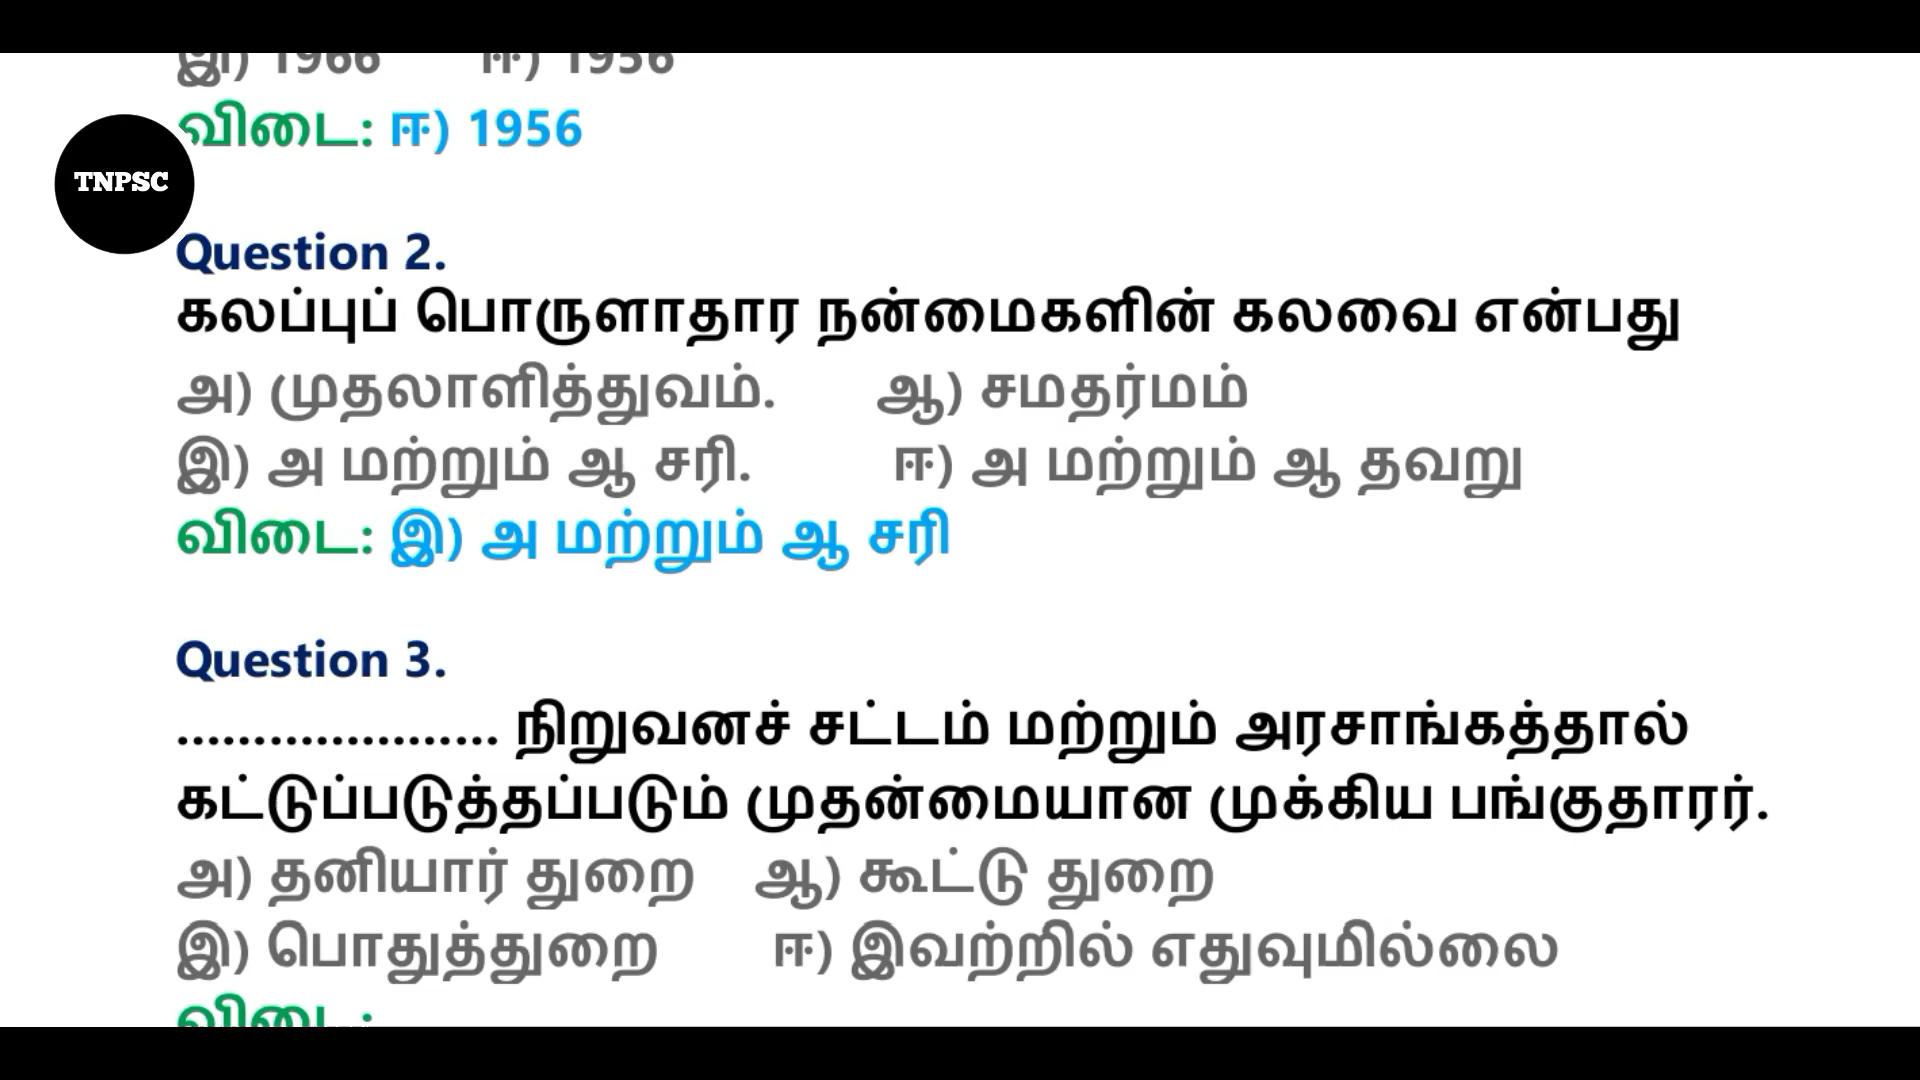 இ) 1966 ஈ) 1956
விடை: ஈ) 1956
TNPSC
Question 2.
கலப்புப் பொருளாதார நன்மைகளின் கலவை என்பது
அ) முதலாளித்துவம். ஆ) சமதர்மம்
இ) அ மற்றும் ஆ சரி. ஈ) அ மற்றும் ஆ தவறு
விடை: இ) அ மற்றும் ஆ சரி
Question 3.
..................... நிறுவனச் சட்டம் மற்றும் அரசாங்கத்தால்
கட்டுப்படுத்தப்படும் முதன்மையான முக்கிய பங்குதாரர்.
அ) தனியார் துறை ஆ) கூட்டு துறை
இ) பொதுத்துறை ஈ) இவற்றில் எதுவுமில்லை
விடை: